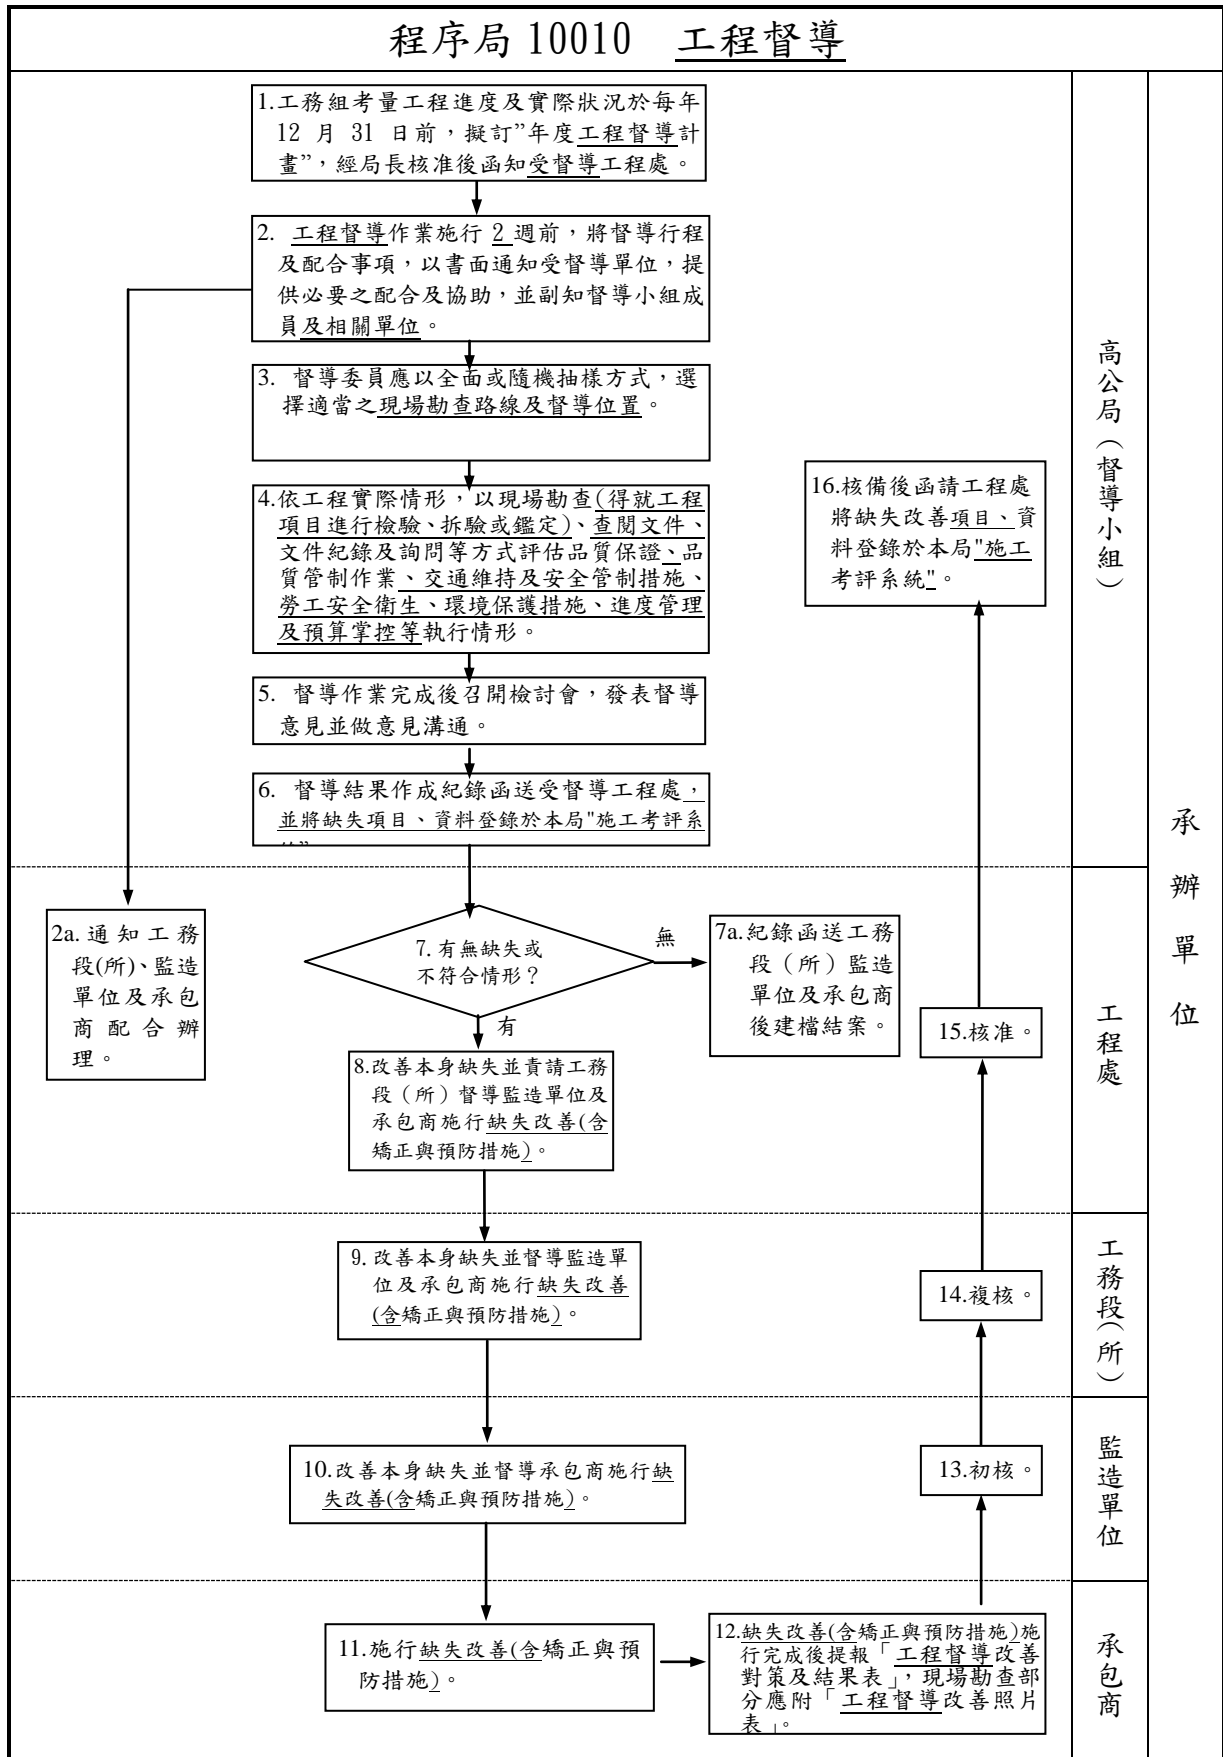 程序局10010　工程督導
1.工務組考量工程進度及實際狀況於每年
12 月 31 日前，擬訂”年度工程督導計
畫”，經局長核准後函知受督導工程處。
2. 工程督導作業施行 2 週前，將督導行程
及配合事項，以書面通知受督導單位，提
供必要之配合及協助，並副知督導小組成
員及相關單位。
3. 督導委員應以全面或隨機抽樣方式，選
擇適當之現場勘查路線及督導位置。
4.依工程實際情形，以現場勘查(得就工程
項目進行檢驗、拆驗或鑑定)、查閱文件、
文件紀錄及詢問等方式評估品質保證、品
質管制作業、交通維持及安全管制措施、
勞工安全衛生、環境保護措施、進度管理
及預算掌控等執行情形。
5. 督導作業完成後召開檢討會，發表督導
意見並做意見溝通。
6. 督導結果作成紀錄函送受督導工程處，
並將缺失項目、資料登錄於本局"施工考評系
16.核備後函請工程處
將缺失改善項目、資
料登錄於本局"施工
考評系統"。
高公局（督導小組）
承辦單位
2a.通知工務
段(所)、監造
單位及承包
商配合辦
理。
7.有無缺失或
不符合情形？
無
有
7a.紀錄函送工務
段（所）監造
單位及承包商
後建檔結案。
8.改善本身缺失並責請工務
段（所）督導監造單位及
承包商施行缺失改善(含
矯正與預防措施)。
15.核准。
工程處
9.改善本身缺失並督導監造單
位及承包商施行缺失改善
(含矯正與預防措施)。
14.複核。
工務段（所）
10.改善本身缺失並督導承包商施行缺
失改善(含矯正與預防措施)。
13.初核。
監造單位
11.施行缺失改善(含矯正與預
防措施)。
12.缺失改善(含矯正與預防措施)施
行完成後提報「工程督導改善
對策及結果表」，現場勘查部
分應附「工程督導改善照片
表」。
承包商